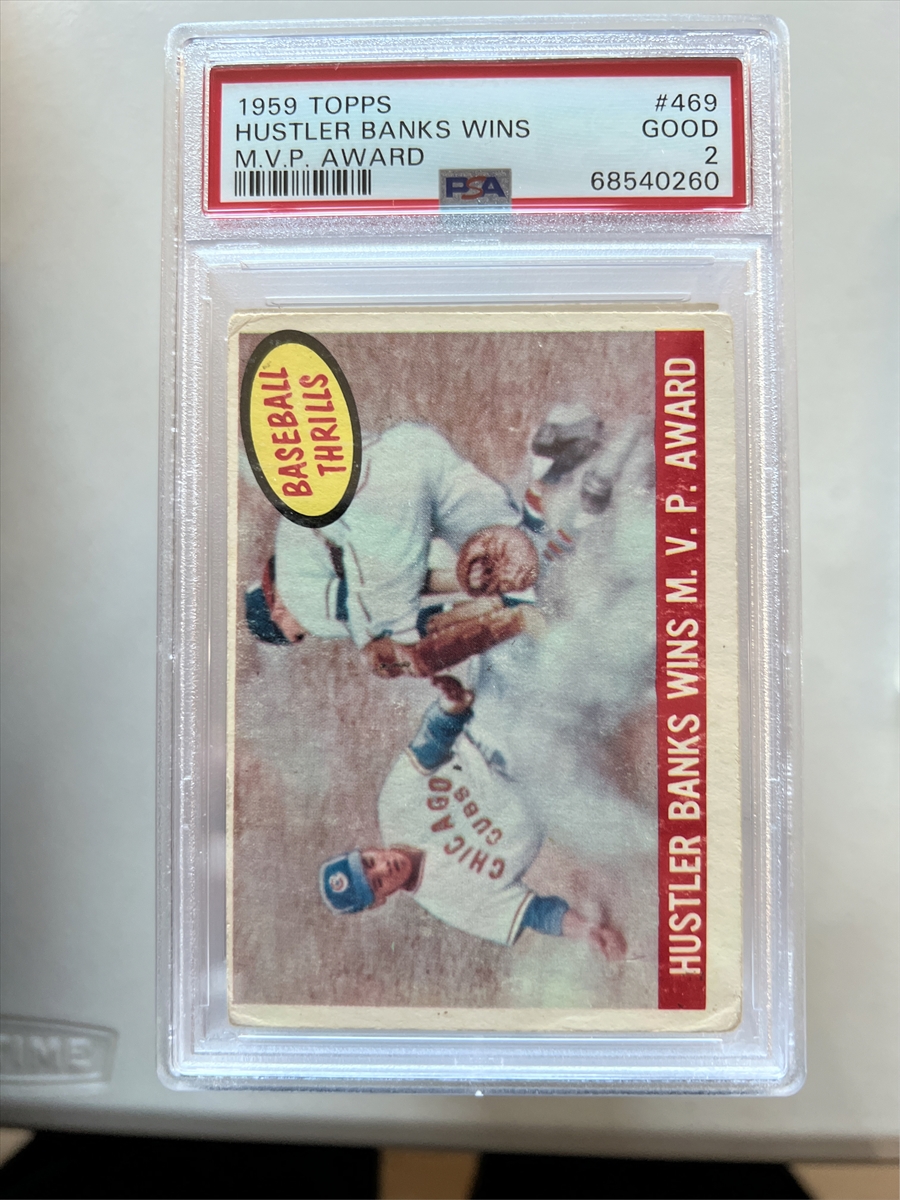 1959 TOPPS
#469
HUSTLER BANKS WINS
GOOD
M.V.P. AWARD
2
PSA
68540260
BASEBALL
THRILLS
CHICAGO
CUBS
C
HUSTLER BANKS WINS M. V. P. AWARD
TIME